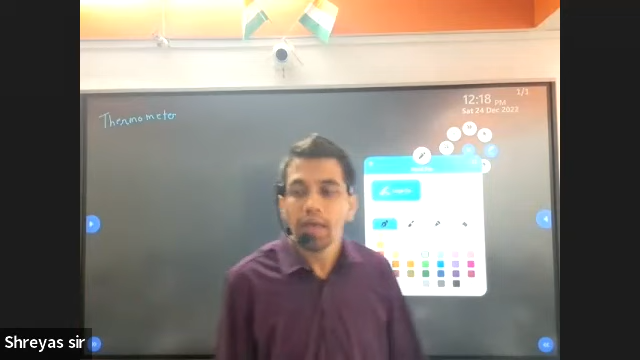 1/1
12:18 PM
Sat 24 Dec 2022
Thermometer
Shreyas sir